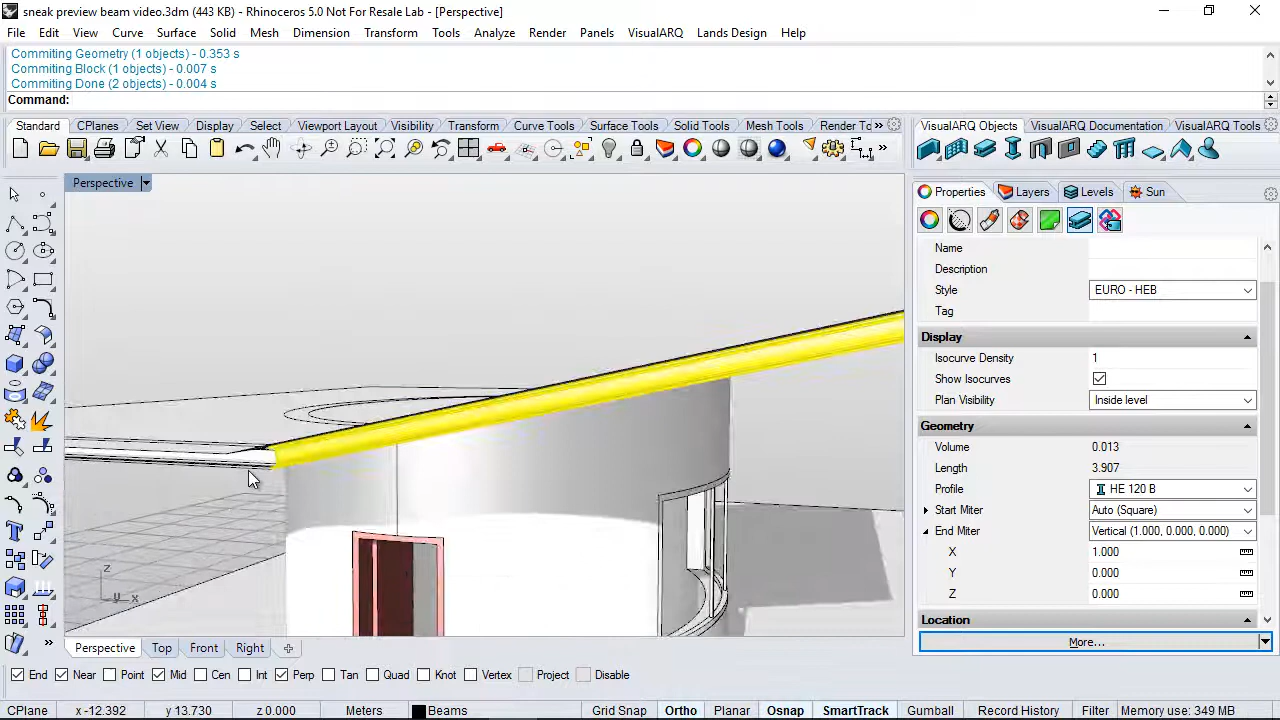 sneak preview beam video.3dm (443 KB) - Rhinoceros 5.0 Not For Resale Lab - [Perspective]
File Edit View Curve Surface Solid Mesh Dimension Transform Tools Analyze Render Panels VisualARQ Lands Design Help
Commiting Geometry (1 objects) - 0.353 s
Commiting Block (1 objects) - 0.007 s
Commiting Done (2 objects) - 0.004 s
Command:
Standard CPlanes Set View Display Select Viewport Layout Visibility Transform Curve Tools Surface Tools Solid Tools Mesh Tools Render To »
VisualARQ Objects VisualARQ Documentation VisualARQ Tools
Perspective
Properties Layers Levels Sun
Name
Description
Style EURO - HEB
Tag
Display
Isocurve Density 1
Show Isocurves
Plan Visibility Inside level
Geometry
Volume 0.013
Length 3.907
Profile HE 120 B
Start Miter Auto (Square)
End Miter Vertical (1.000, 0.000, 0.000)
X 1.000
Y 0.000
Z 0.000
Location
More...
z
y x
Perspective Top Front Right
End Near Point Mid Cen Int Perp Tan Quad Knot Vertex Project Disable
CPlane x -12.392 y 13.730 z 0.000 Meters Beams Grid Snap Ortho Planar Osnap SmartTrack Gumball Record History Filter Memory use: 349 MB